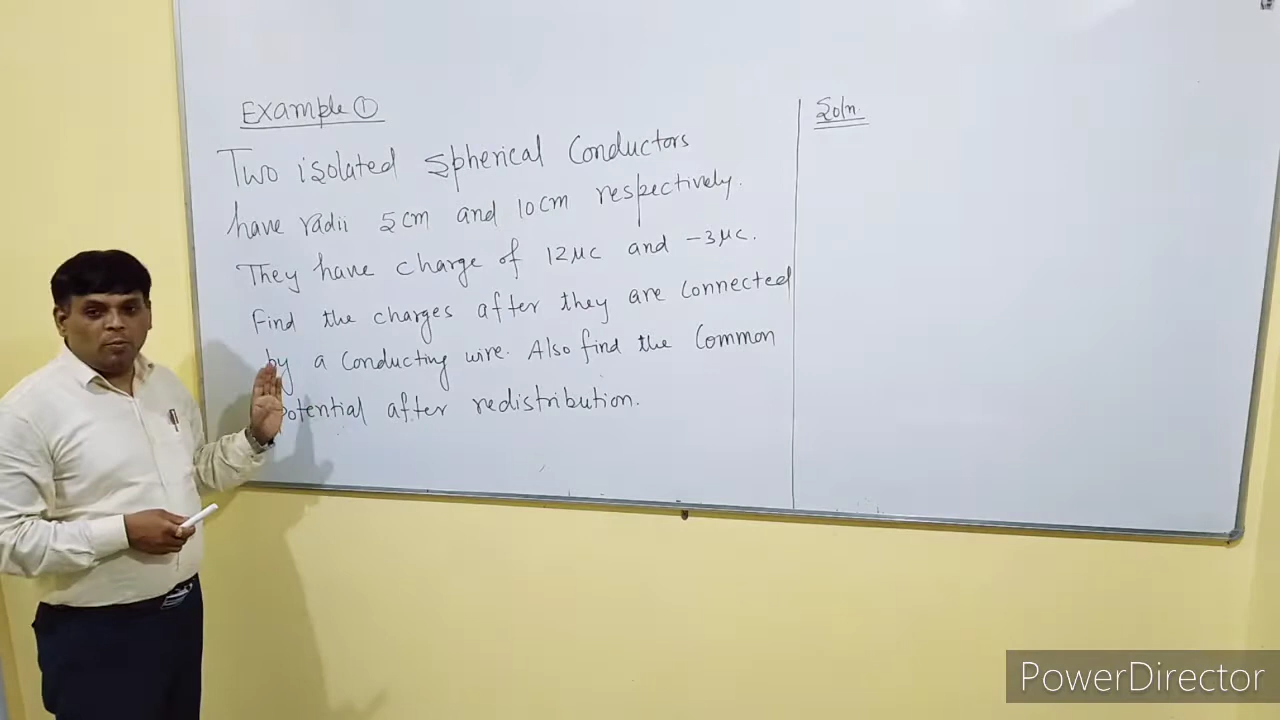 Example ①
Two isolated Spherical Conductors
have radii 5cm and 10cm respectively.
They have charge of 12μc and -3μc.
Find the charges after they are connected
by a conducting wire. Also find the Common
potential after redistribution.
Soln.
PowerDirector